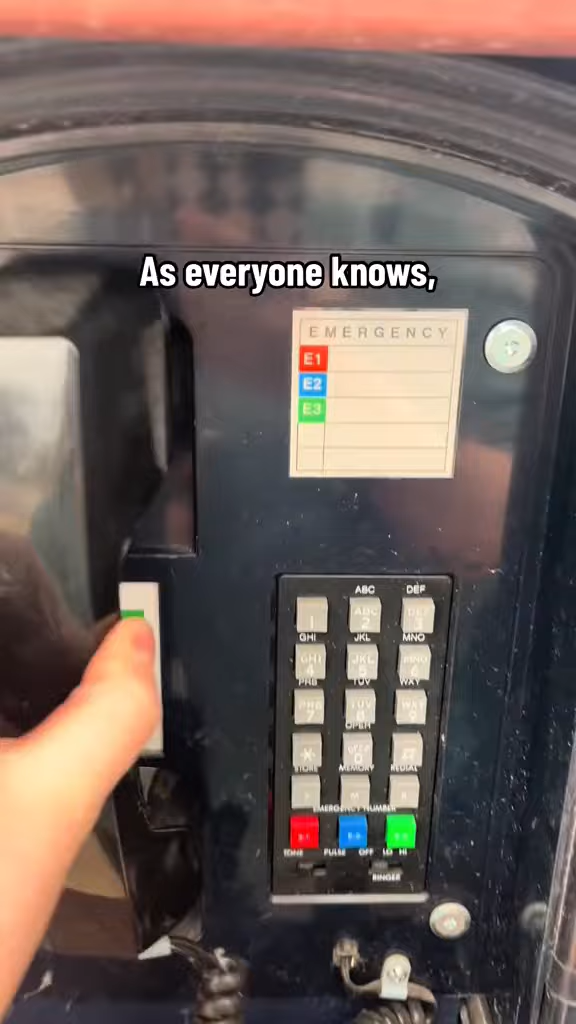 As everyone knows,
EMERGENCY
E1
E2
E3
ABC DEF
1 ABC 2 DEF 3
GHI JKL MNO
GHI 4 JKL 5 MNO 6
PRS TUV WXY
PRS 7 TUV 8 WXY 9
OPER
* OPER 0 #
STORE MEMORY REDIAL
M R
EMERGENCY NUMBER
TONE PULSE OFF LO HI
RINGER